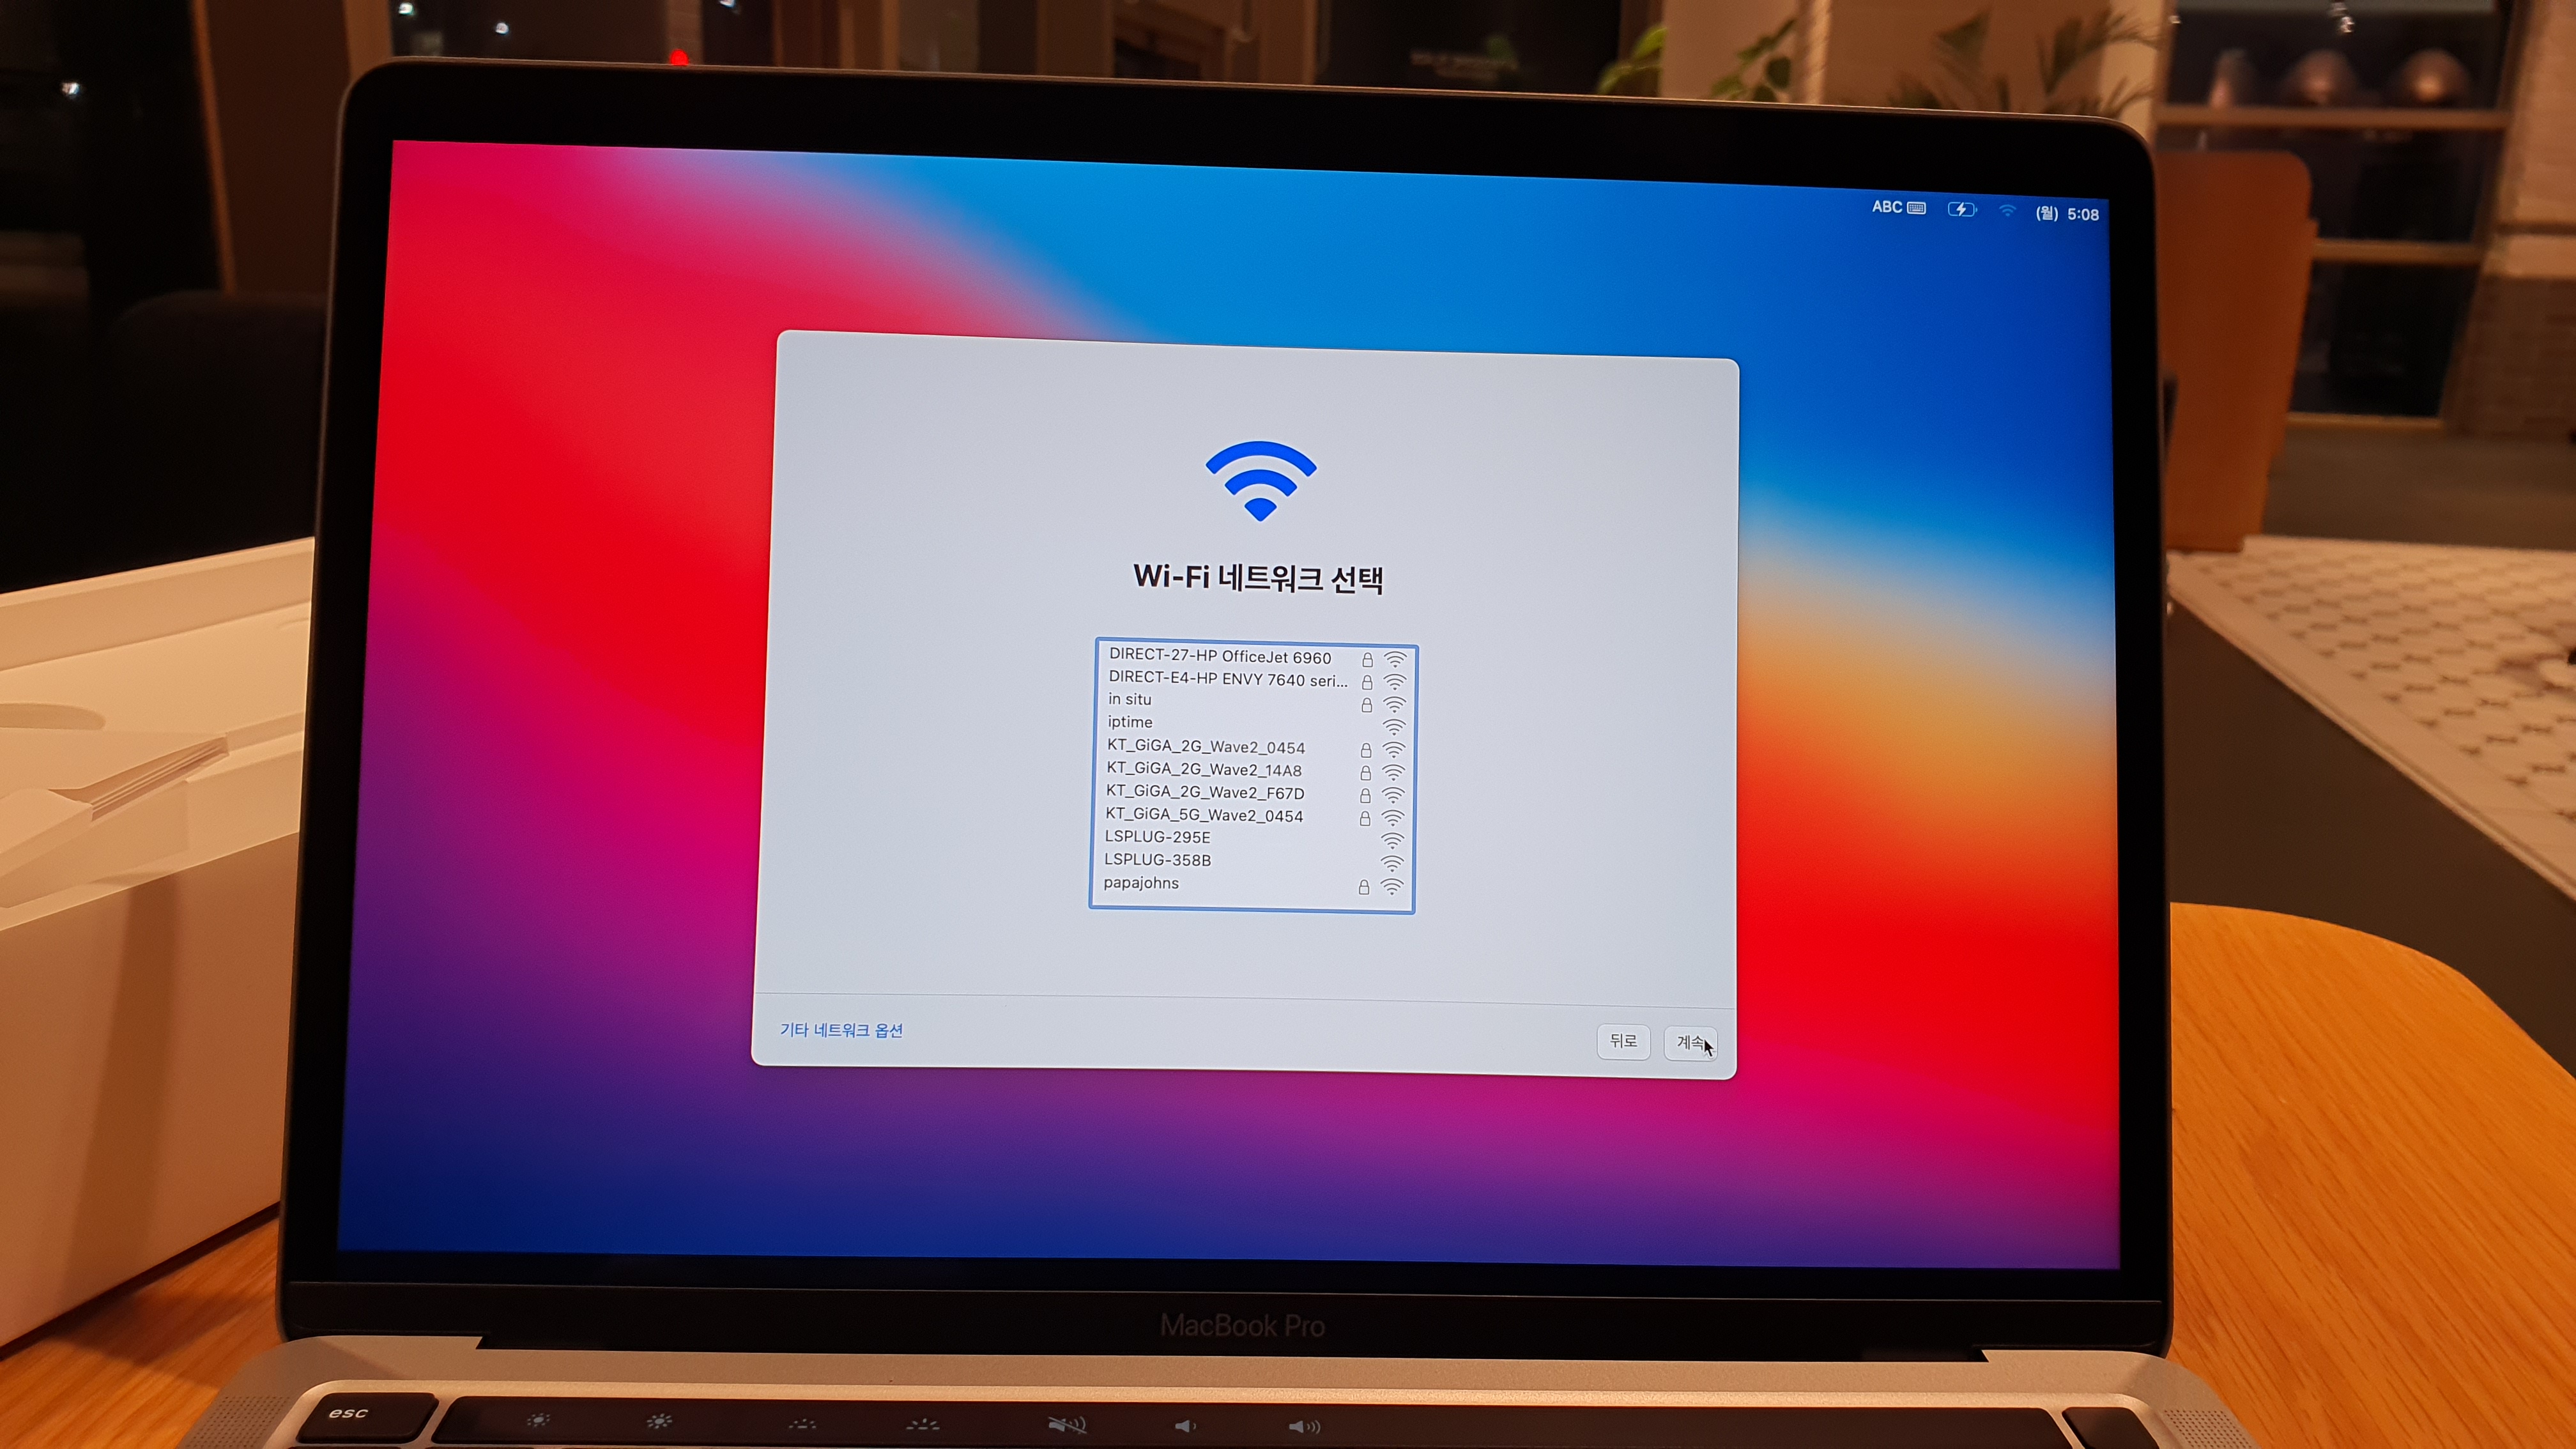 ABC (월) 5:08
Wi-Fi 네트워크 선택
DIRECT-27-HP OfficeJet 6960
DIRECT-E4-HP ENVY 7640 seri...
in situ
iptime
KT_GiGA_2G_Wave2_0454
KT_GiGA_2G_Wave2_14A8
KT_GiGA_2G_Wave2_F67D
KT_GiGA_5G_Wave2_0454
LSPLUG-295E
LSPLUG-358B
papajohns
기타 네트워크 옵션
뒤로 계속
MacBook Pro
esc